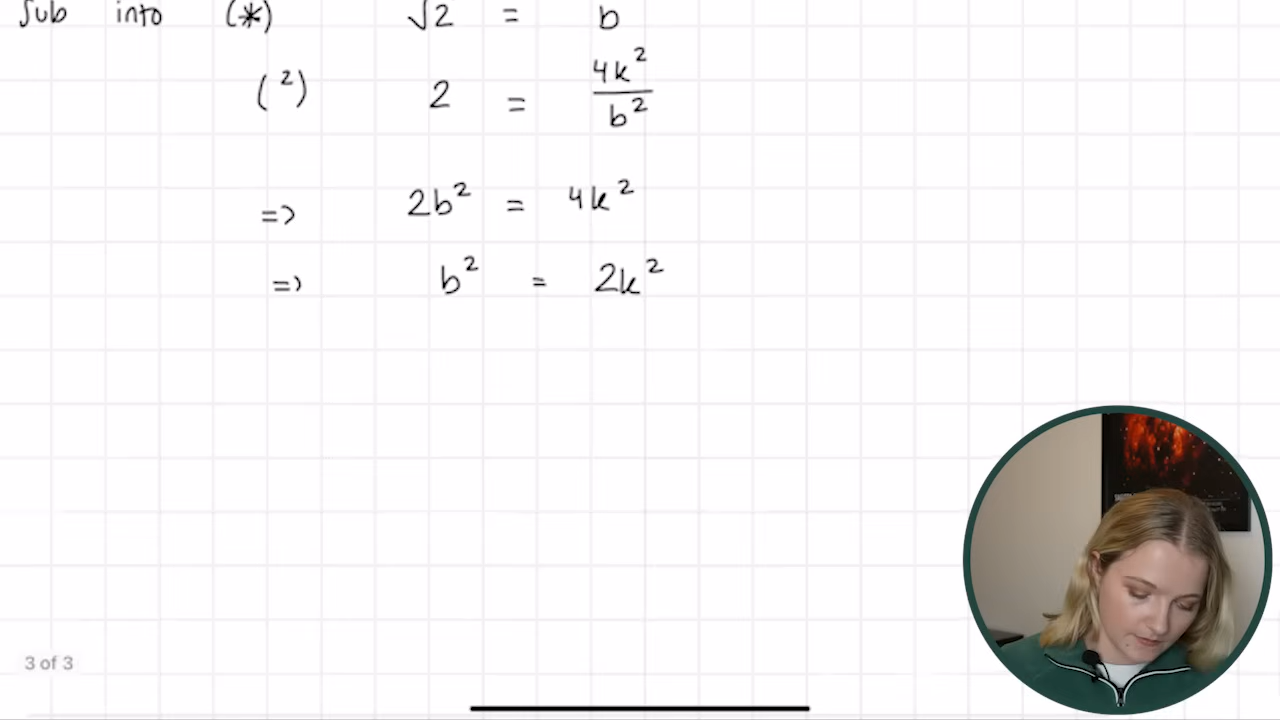 Sub into (*) √2 = b
(²) 2 = 4k²/b²
=> 2b² = 4k²
=> b² = 2k²
3 of 3